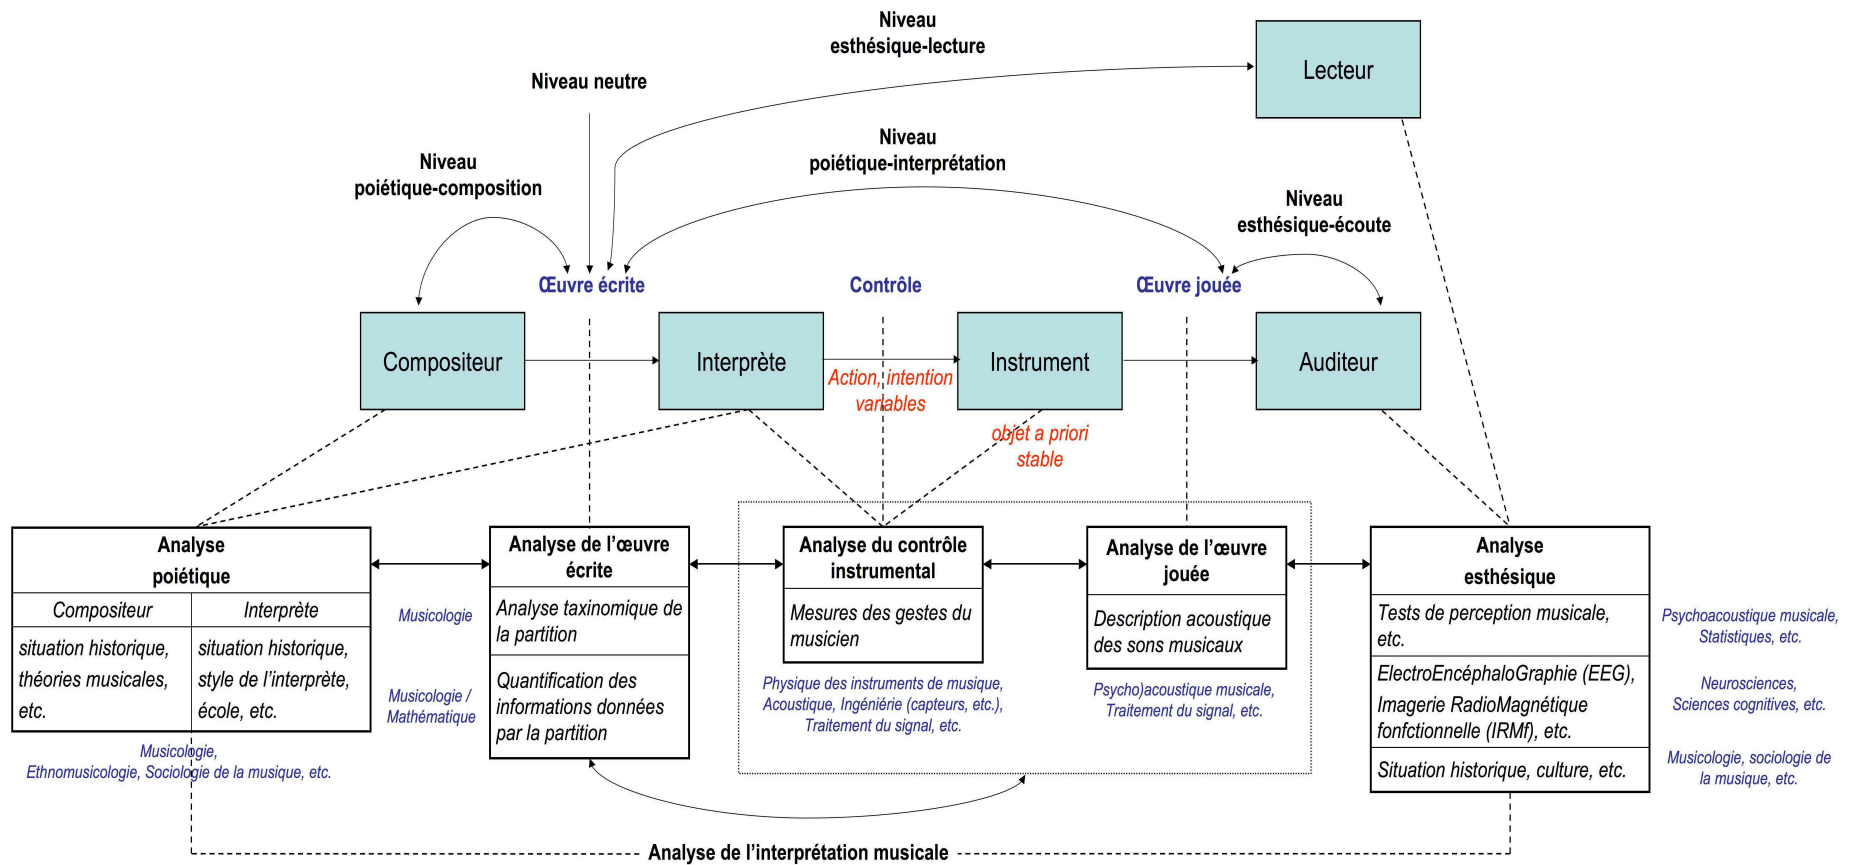 Niveau
esthésique-lecture
Lecteur
Niveau neutre
Niveau
poiétique-interprétation
Niveau
poiétique-composition
Niveau
esthésique-écoute
Œuvre écrite
Contrôle
Œuvre jouée
Compositeur
Interprète
Instrument
Auditeur
Action, intention
variables
objet a priori
stable
Analyse
poiétique
Compositeur
Interprète
situation historique,
théories musicales,
etc.
situation historique,
style de l’interprète,
école, etc.
Musicologie,
Ethnomusicologie, Sociologie de la musique, etc.
Musicologie
Musicologie /
Mathématique
Analyse de l’œuvre
écrite
Analyse taxinomique de
la partition
Quantification des
informations données
par la partition
Analyse du contrôle
instrumental
Mesures des gestes du
musicien
Physique des instruments de musique,
Acoustique, Ingéniérie (capteurs, etc.),
Traitement du signal, etc.
Analyse de l’œuvre
jouée
Description acoustique
des sons musicaux
Psycho)acoustique musicale,
Traitement du signal, etc.
Analyse
esthésique
Tests de perception musicale,
etc.
ElectroEncéphaloGraphie (EEG),
Imagerie RadioMagnétique
fonfctionnelle (IRMf), etc.
Situation historique, culture, etc.
Psychoacoustique musicale,
Statistiques, etc.
Neurosciences,
Sciences cognitives, etc.
Musicologie, sociologie de
la musique, etc.
Analyse de l’interprétation musicale